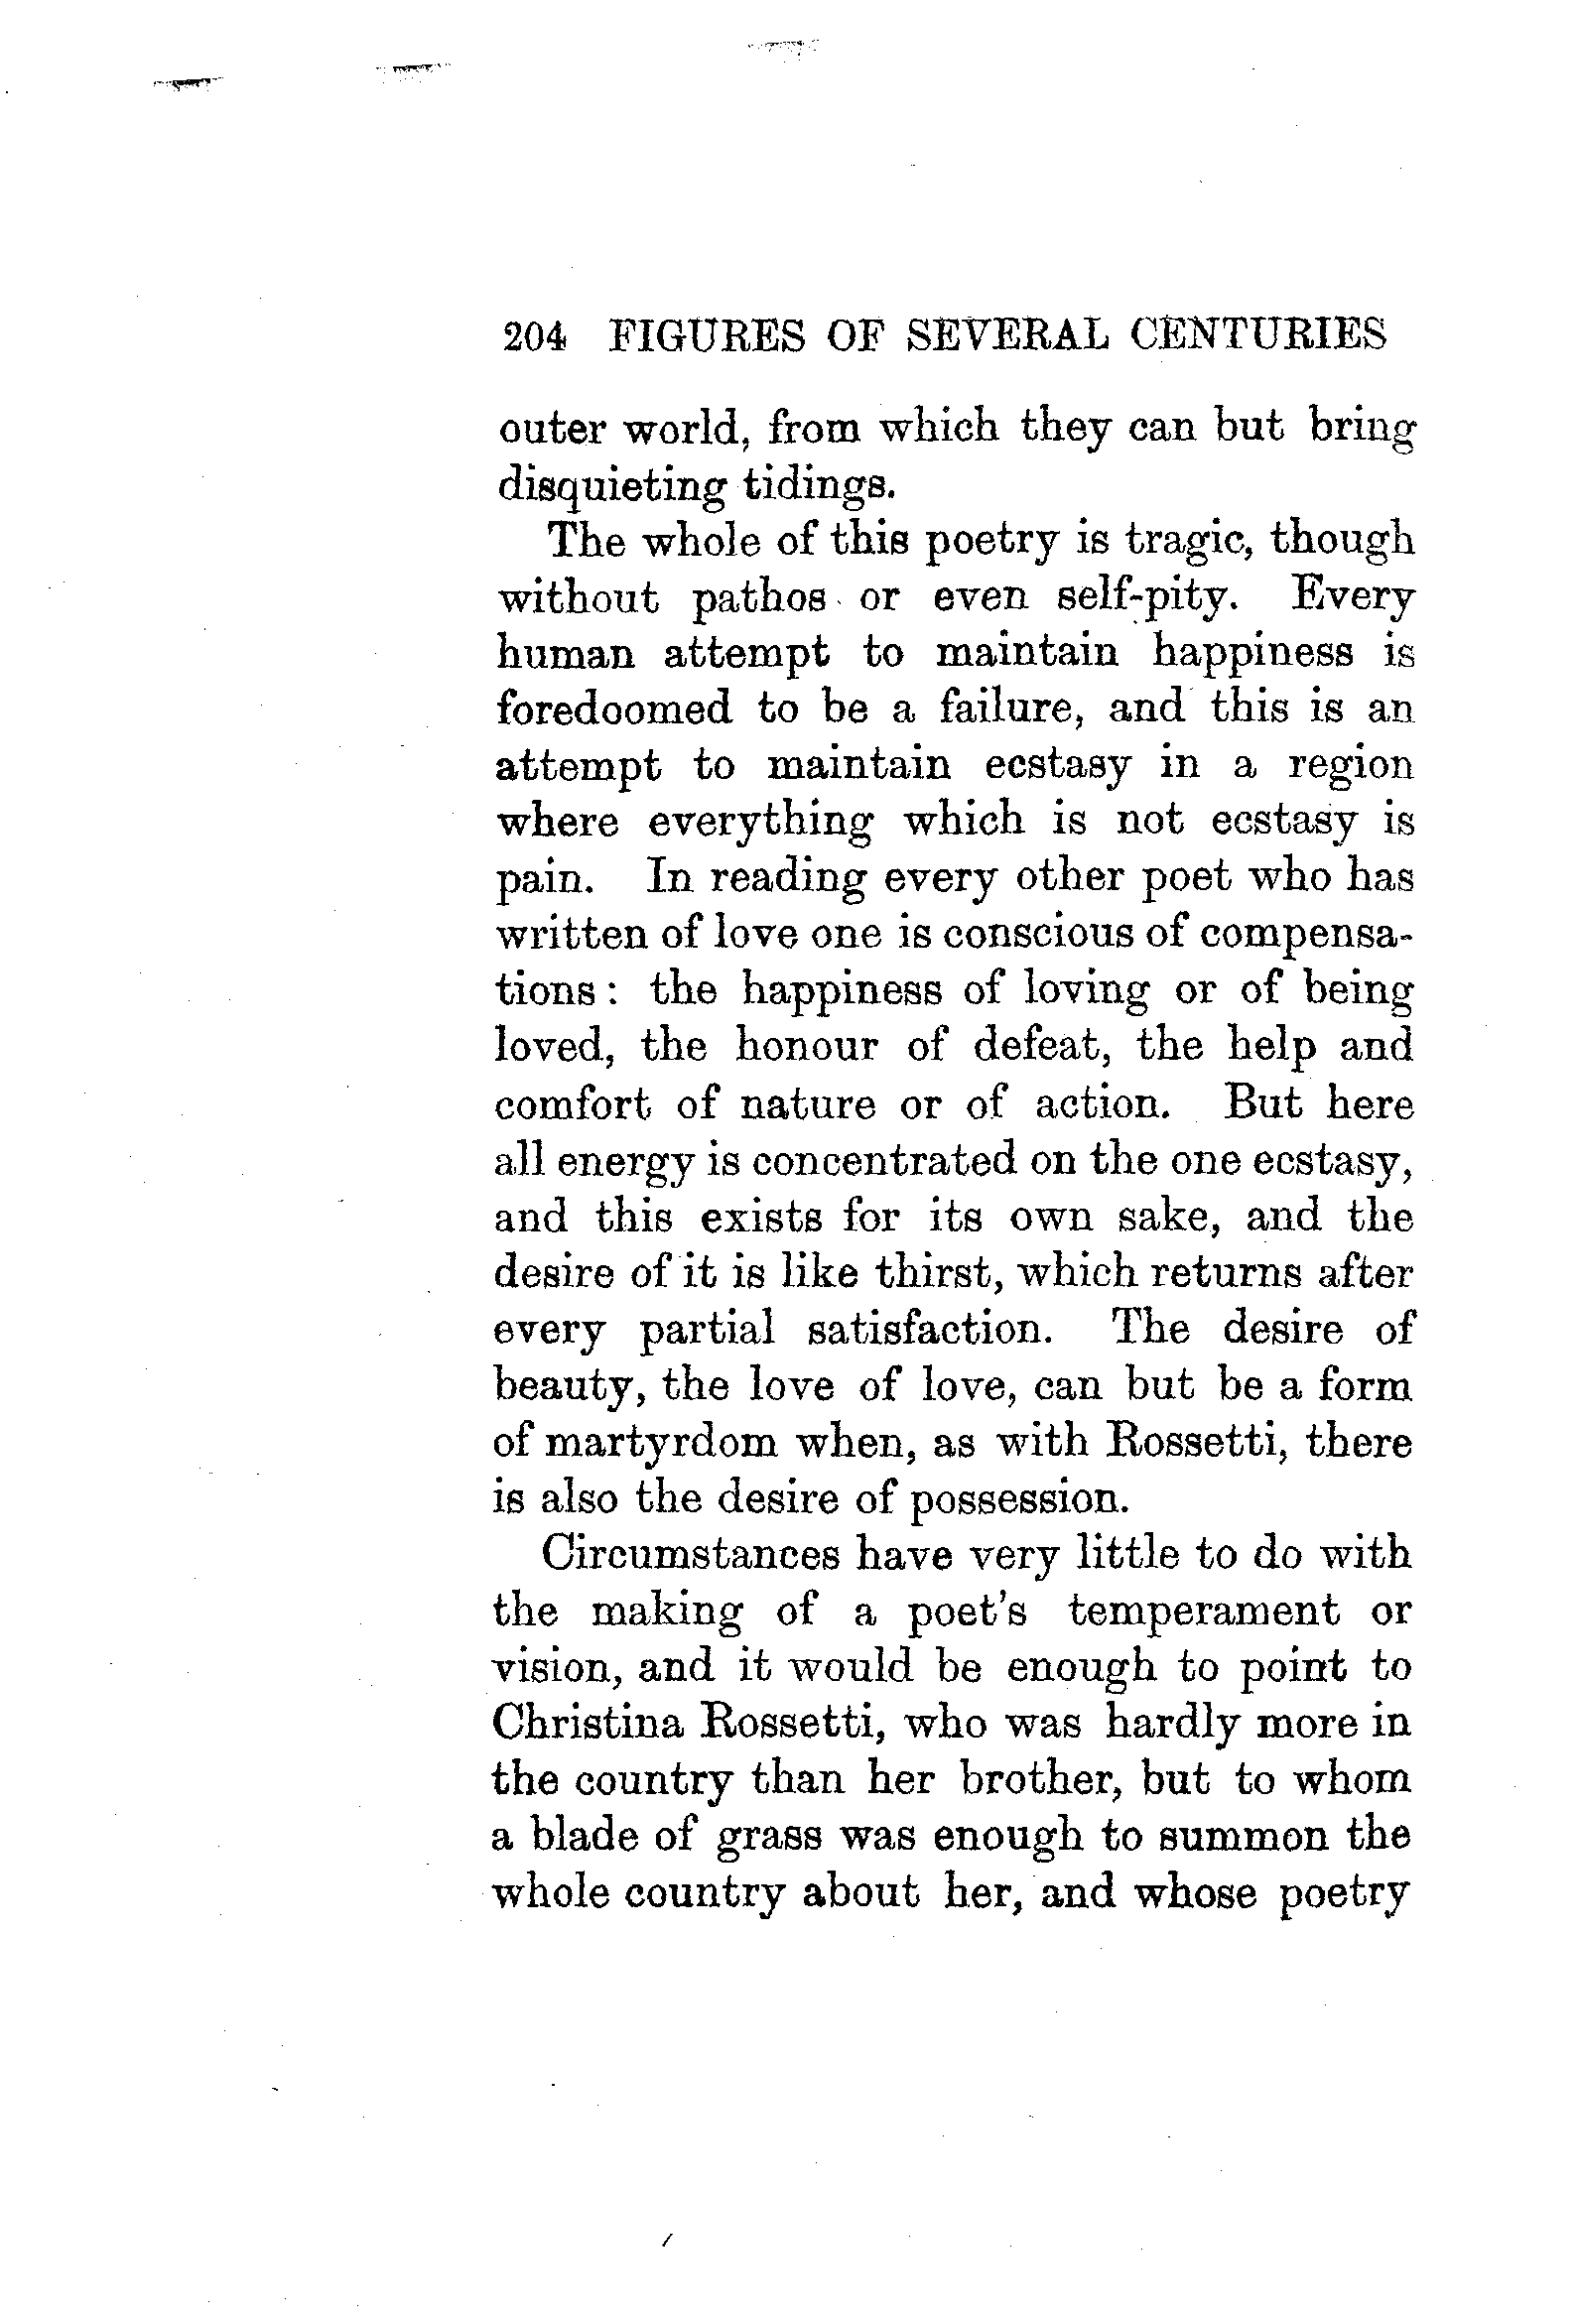 204 FIGURES OF SEVERAL CENTURIES
outer world, from which they can but bring
disquieting tidings.
The whole of this poetry is tragic, though
without pathos or even self-pity. Every
human attempt to maintain happiness is
foredoomed to be a failure, and this is an
attempt to maintain ecstasy in a region
where everything which is not ecstasy is
pain. In reading every other poet who has
written of love one is conscious of compensa-
tions: the happiness of loving or of being
loved, the honour of defeat, the help and
comfort of nature or of action. But here
all energy is concentrated on the one ecstasy,
and this exists for its own sake, and the
desire of it is like thirst, which returns after
every partial satisfaction. The desire of
beauty, the love of love, can but be a form
of martyrdom when, as with Rossetti, there
is also the desire of possession.
Circumstances have very little to do with
the making of a poet's temperament or
vision, and it would be enough to point to
Christina Rossetti, who was hardly more in
the country than her brother, but to whom
a blade of grass was enough to summon the
whole country about her, and whose poetry